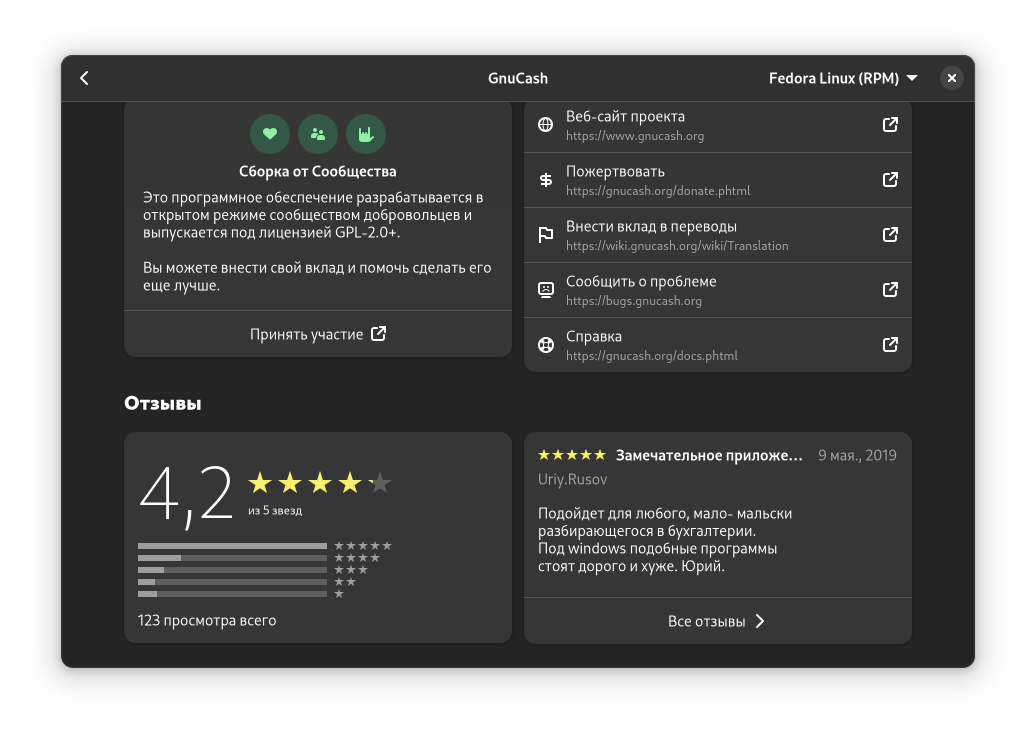 GnuCash
Fedora Linux (RPM)
Сборка от Сообщества
Это программное обеспечение разрабатывается в
открытом режиме сообществом добровольцев и
выпускается под лицензией GPL-2.0+.
Вы можете внести свой вклад и помочь сделать его
еще лучше.
Принять участие
Веб-сайт проекта
https://www.gnucash.org
Пожертвовать
https://gnucash.org/donate.phtml
Внести вклад в переводы
https://wiki.gnucash.org/wiki/Translation
Сообщить о проблеме
https://bugs.gnucash.org
Справка
https://gnucash.org/docs.phtml
Отзывы
4,2
из 5 звезд
123 просмотра всего
Замечательное приложе… 9 мая., 2019
Uriy.Rusov
Подойдет для любого, мало- мальски
разбирающегося в бухгалтерии.
Под windows подобные программы
стоят дорого и хуже. Юрий.
Все отзывы